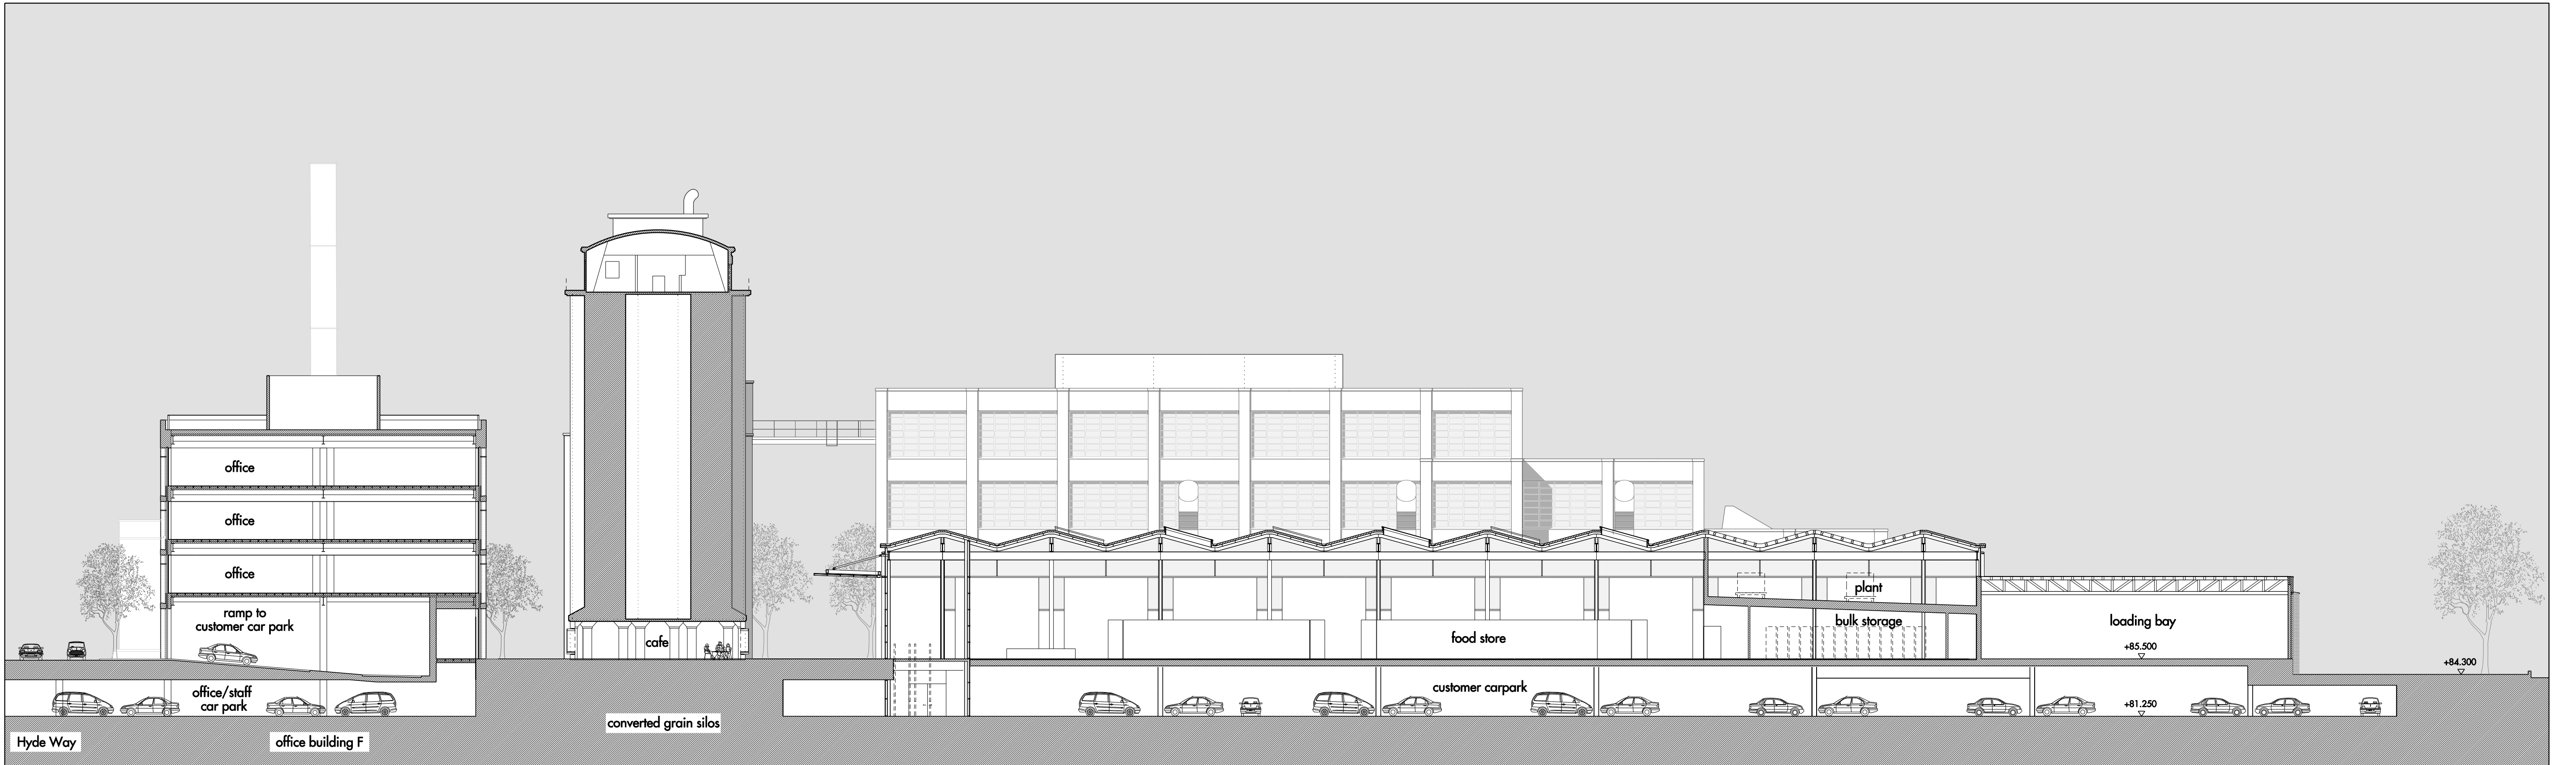 office
office
office
ramp to
customer car park
office/staff
car park
Hyde Way
office building F
cafe
converted grain silos
food store
customer carpark
plant
bulk storage
loading bay
+85.500
+81.250
+84.300